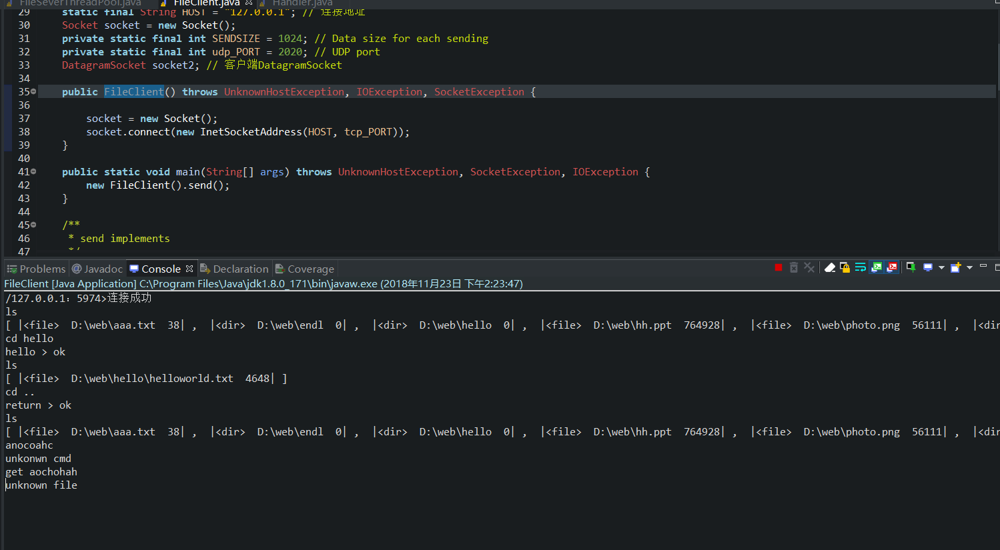 FileSeverThreadPool.java FileClient.java Handler.java
29 static final String HOST = "127.0.0.1"; // 连接地址
30 Socket socket = new Socket();
31 private static final int SENDSIZE = 1024; // Data size for each sending
32 private static final int udp_PORT = 2020; // UDP port
33 DatagramSocket socket2; // 客户端DatagramSocket
34
35 public FileClient() throws UnknownHostException, IOException, SocketException {
36
37 socket = new Socket();
38 socket.connect(new InetSocketAddress(HOST, tcp_PORT));
39 }
40
41 public static void main(String[] args) throws UnknownHostException, SocketException, IOException {
42 new FileClient().send();
43 }
44
45 /**
46 * send implements
47 */
Problems @ Javadoc Console Declaration Coverage
FileClient [Java Application] C:\Program Files\Java\jdk1.8.0_171\bin\javaw.exe (2018年11月23日 下午2:23:47)
/127.0.0.1：5974>连接成功
ls
[ |<file>  D:\web\aaa.txt  38| ,  |<dir>  D:\web\endl  0| ,  |<dir>  D:\web\hello  0| ,  |<file>  D:\web\hh.ppt  764928| ,  |<file>  D:\web\photo.png  56111| ,  |<dir
cd hello
hello > ok
ls
[ |<file>  D:\web\hello\helloworld.txt  4648| ]
cd ..
return > ok
ls
[ |<file>  D:\web\aaa.txt  38| ,  |<dir>  D:\web\endl  0| ,  |<dir>  D:\web\hello  0| ,  |<file>  D:\web\hh.ppt  764928| ,  |<file>  D:\web\photo.png  56111| ,  |<dir
anocoahc
unkonwn cmd
get aochohah
unknown file